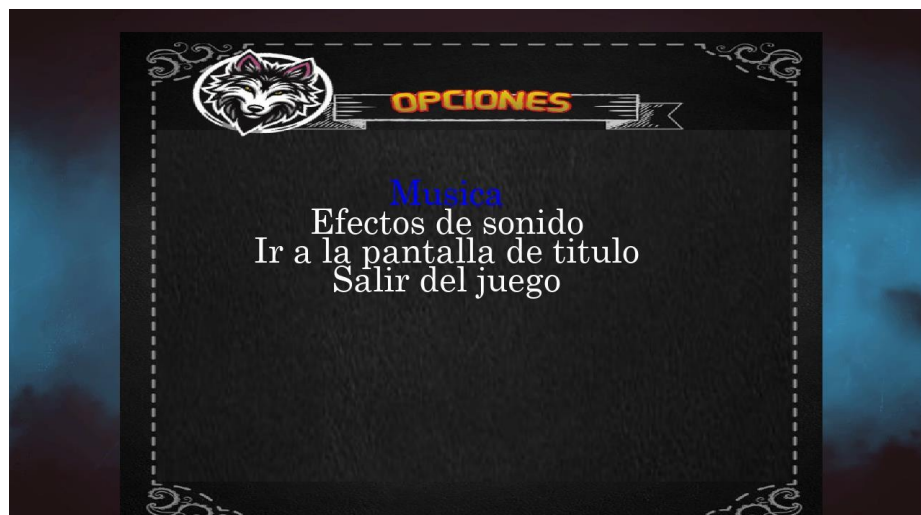 OPCIONES
Musica
Efectos de sonido
Ir a la pantalla de titulo
Salir del juego